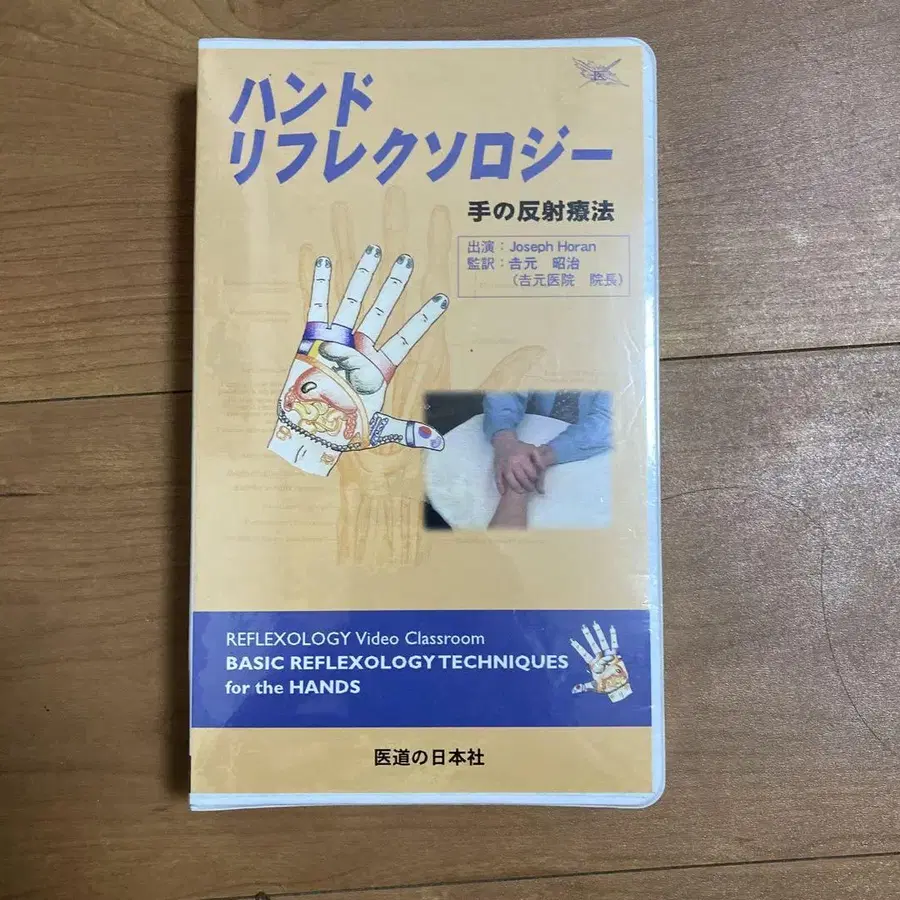 医
ハンド
リフレクソロジー
手の反射療法
出演：Joseph Horan
監訳：吉元　昭治
（吉元医院　院長）
REFLEXOLOGY Video Classroom
BASIC REFLEXOLOGY TECHNIQUES
for the HANDS
医道の日本社